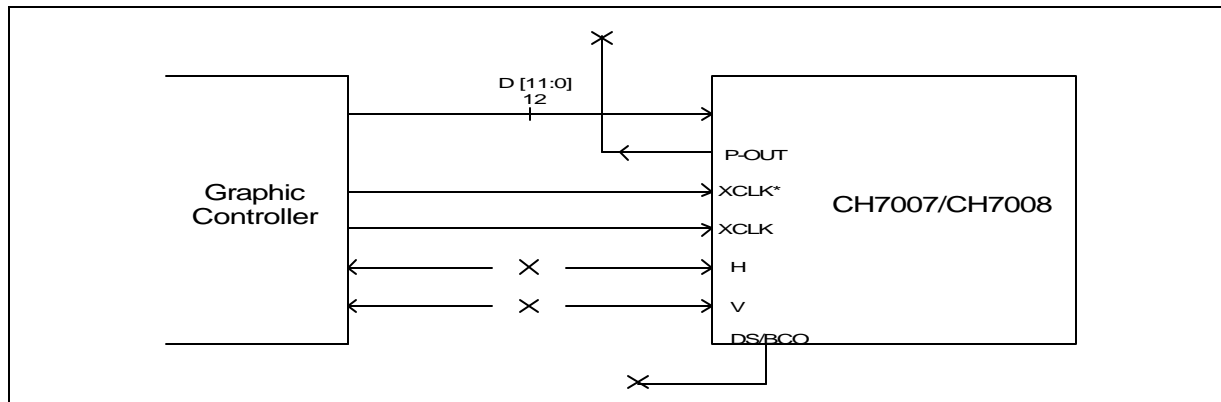 D [11:0]
12
P-OUT
XCLK*
Graphic
Controller
CH7007/CH7008
XCLK
H
V
DS/BCO